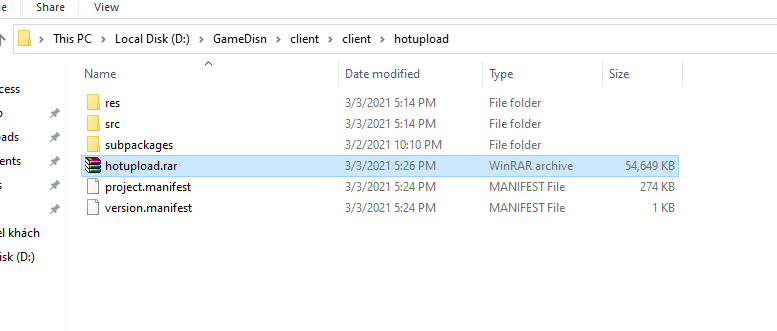 le Share View
This PC Local Disk (D:) GameDisn client client hotupload
Name Date modified Type Size
cess
res 3/3/2021 5:14 PM File folder
src 3/3/2021 5:14 PM File folder
oads
subpackages 3/2/2021 10:10 PM File folder
ents
hotupload.rar 3/3/2021 5:26 PM WinRAR archive 54,649 KB
project.manifest 3/3/2021 5:24 PM MANIFEST File 274 KB
version.manifest 3/3/2021 5:24 PM MANIFEST File 1 KB
el khách
isk (D:)